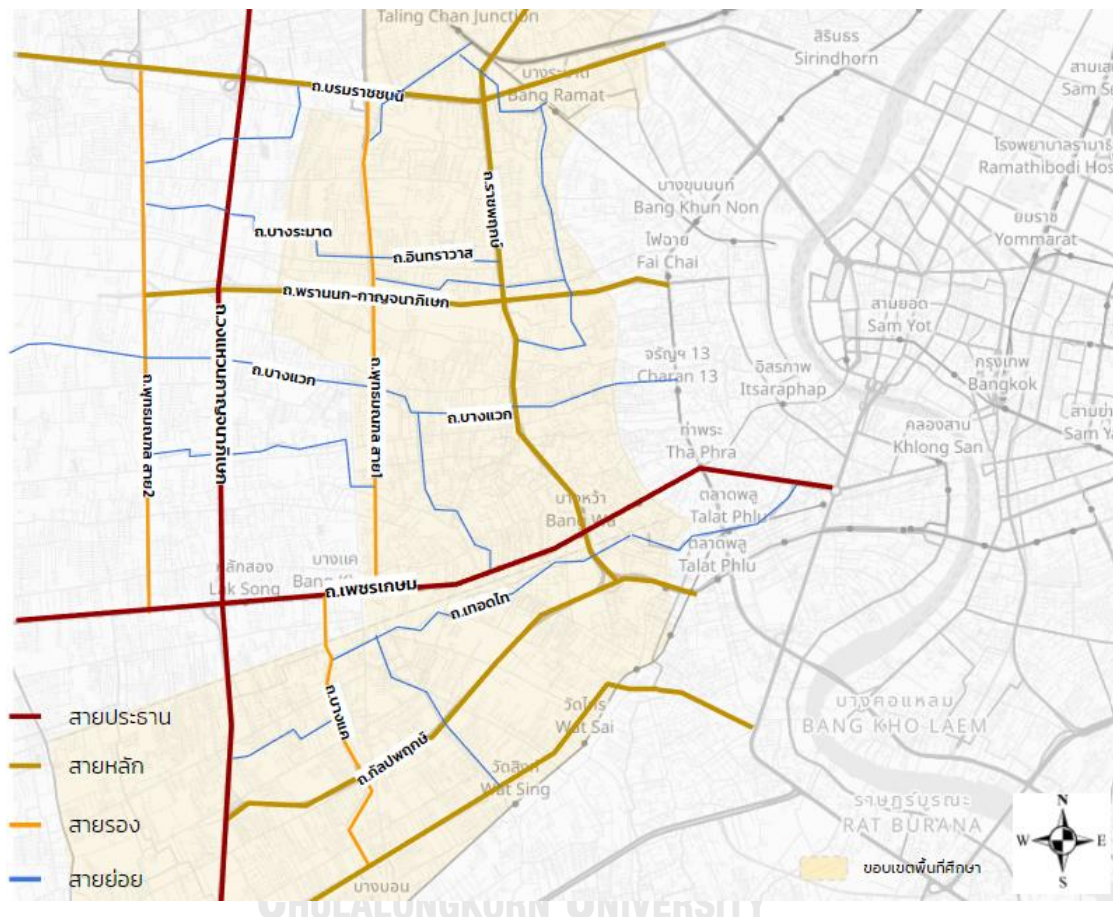 Taling Chan Junction
สิรินธร
Sirindhorn
บางระมาด
Bang Ramat
ถ.บรมราชชนนี
สามเส
Sam Se
โรงพยาบาลรามาธิ
Ramathibodi Hos
ถ.ราชพฤกษ์
บางขุนนนท์
Bang Khun Non
ยมราช
Yommarat
ถ.บางระมาด
ถ.อินทราวาส
ไฟฉาย
Fai Chai
ถ.พรานนก-กาญจนาภิเษก
สามยอด
Sam Yot
ถ.วงแหวนกาญจนาภิเษก
ถ.บางแวก
ถ.พุทธมณฑล สาย1
ถ.พุทธมณฑล สาย2
จรัญฯ 13
Charan 13
อิสรภาพ
Itsaraphap
กรุงเทพ
Bangkok
ถ.บางแวก
ท่าพระ
Tha Phra
คลองสาน
Khlong San
สามย่า
Sam Ya
บางหว้า
Bang Wa
ตลาดพลู
Talat Phlu
ตลาดพลู
Talat Phlu
หลักสอง
Lak Song
บางแค
Bang
ถ.เพชรเกษม
ถ.เทอดไท
ถ.บางแค
ถ.กัลปพฤกษ์
วัดไทร
Wat Sai
บางคอแหลม
BANG KHO LAEM
วัดสิงห์
Wat Sing
ราษฎร์บูรณะ
RAT BURANA
บางบอน
สายประธาน
สายหลัก
สายรอง
สายย่อย
ขอบเขตพื้นที่ศึกษา
N
W
E
S
CHULALONGKORN UNIVERSITY